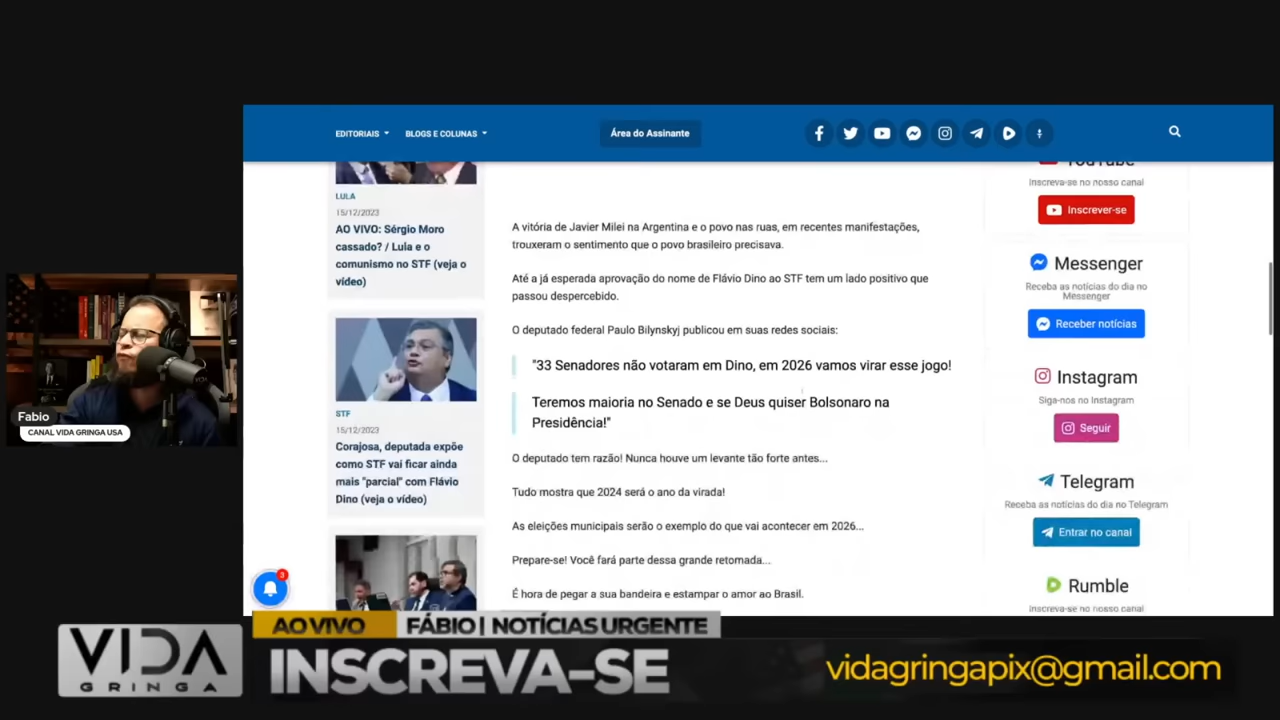 EDITORIAIS
BLOGS E COLUNAS
Área do Assinante
LULA
15/12/2023
AO VIVO: Sérgio Moro
cassado? / Lula e o
comunismo no STF (veja o
vídeo)
STF
15/12/2023
Corajosa, deputada expõe
como STF vai ficar ainda
mais "parcial" com Flávio
Dino (veja o vídeo)
A vitória de Javier Milei na Argentina e o povo nas ruas, em recentes manifestações,
trouxeram o sentimento que o povo brasileiro precisava.
Até a já esperada aprovação do nome de Flávio Dino ao STF tem um lado positivo que
passou despercebido.
O deputado federal Paulo Bilynskyj publicou em suas redes sociais:
"33 Senadores não votaram em Dino, em 2026 vamos virar esse jogo!
Teremos maioria no Senado e se Deus quiser Bolsonaro na
Presidência!"
O deputado tem razão! Nunca houve um levante tão forte antes...
Tudo mostra que 2024 será o ano da virada!
As eleições municipais serão o exemplo do que vai acontecer em 2026...
Prepare-se! Você fará parte dessa grande retomada...
É hora de pegar a sua bandeira e estampar o amor ao Brasil.
YouTube
Inscreva-se no nosso canal
Inscrever-se
Messenger
Receba as notícias do dia no
Messenger
Receber notícias
Instagram
Siga-nos no Instagram
Seguir
Telegram
Receba as notícias do dia no Telegram
Entrar no canal
Rumble
Inscreva-se no nosso canal
3
Fabio
CANAL VIDA GRINGA USA
VIDA
GRINGA
AO VIVO
FÁBIO | NOTÍCIAS URGENTE
INSCREVA-SE
vidagringapix@gmail.com